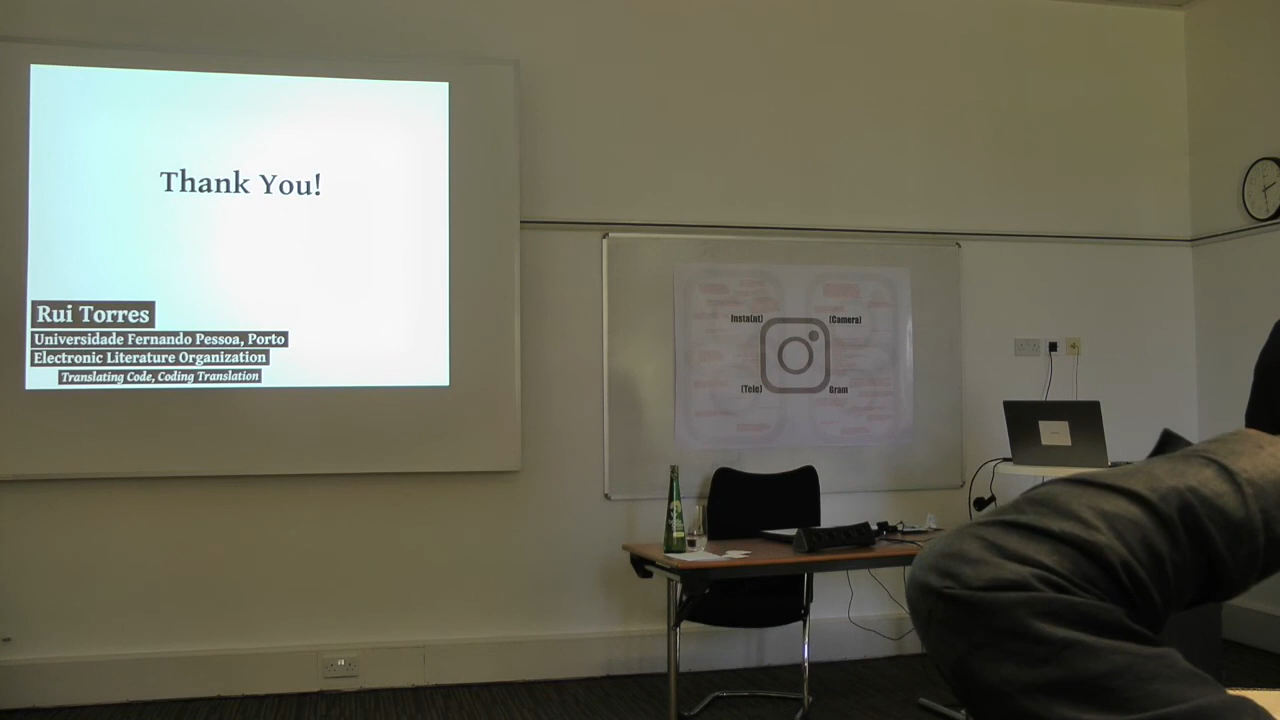 Thank You!
Rui Torres
Universidade Fernando Pessoa, Porto
Electronic Literature Organization
Translating Code, Coding Translation
Insta(nt)
(Camera)
(Tele)
Gram